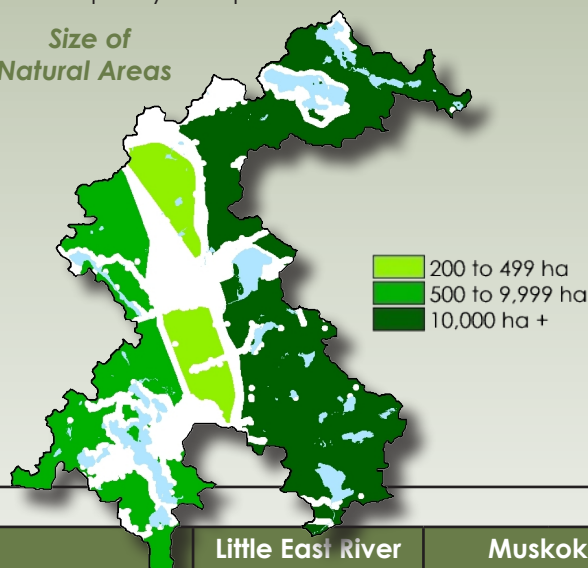 Size of
Natural Areas
200 to 499 ha
500 to 9,999 ha
10,000 ha +
Little East River
Muskok